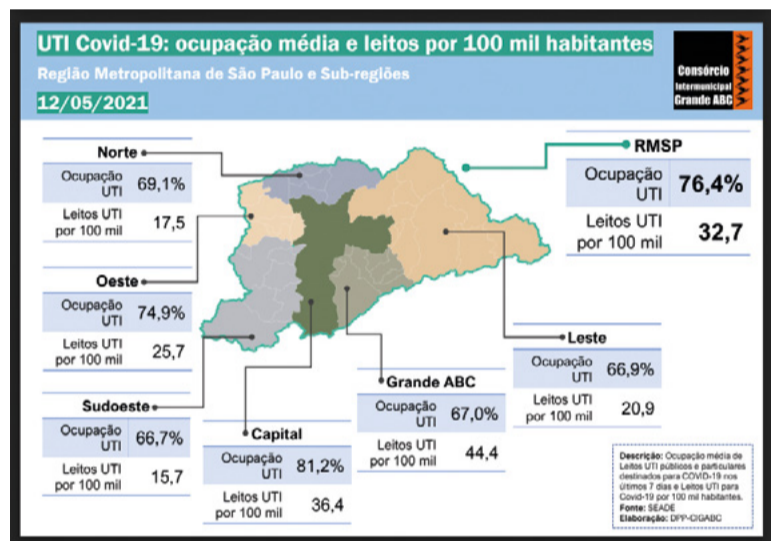 UTI Covid-19: ocupação média e leitos por 100 mil habitantes
Região Metropolitana de São Paulo e Sub-regiões
12/05/2021
Consórcio
Intermunicipal
Grande ABC
Norte
Ocupação
UTI
69,1%
Leitos UTI
por 100 mil
17,5
RMSP
Ocupação
UTI
76,4%
Leitos UTI
por 100 mil
32,7
Oeste
Ocupação
UTI
74,9%
Leitos UTI
por 100 mil
25,7
Leste
Ocupação
UTI
66,9%
Leitos UTI
por 100 mil
20,9
Grande ABC
Ocupação
UTI
67,0%
Leitos UTI
por 100 mil
44,4
Sudoeste
Ocupação
UTI
66,7%
Leitos UTI
por 100 mil
15,7
Capital
Ocupação
UTI
81,2%
Leitos UTI
por 100 mil
36,4
Descrição: Ocupação média de
Leitos UTI públicos e particulares
destinados para COVID-19 nos
últimos 7 dias e Leitos UTI para
Covid-19 por 100 mil habitantes.
Fonte: SEADE
Elaboração: DPP-CIGABC